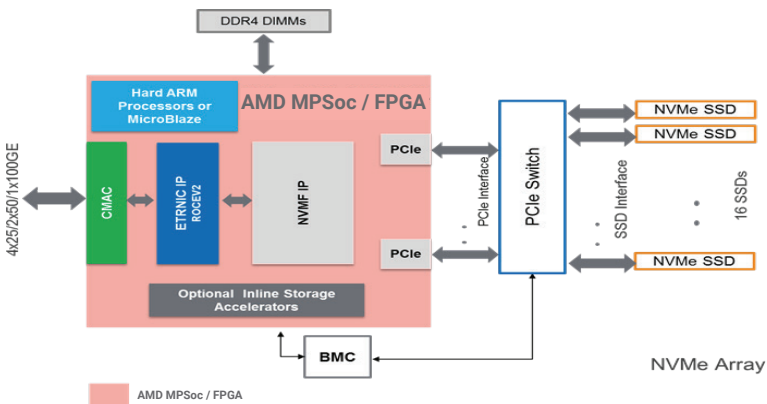 DDR4 DIMMs
Hard ARM
Processors or
MicroBlaze
AMD MPSoc / FPGA
4x25/2x50/1x100GE
CMAC
ETRNIC IP
ROCEV2
NVMF IP
PCIe
PCIe
Optional Inline Storage
Accelerators
PCIe Interface
PCIe Switch
SSD Interface
NVMe SSD
NVMe SSD
NVMe SSD
16 SSDs
BMC
NVMe Array
AMD MPSoc / FPGA